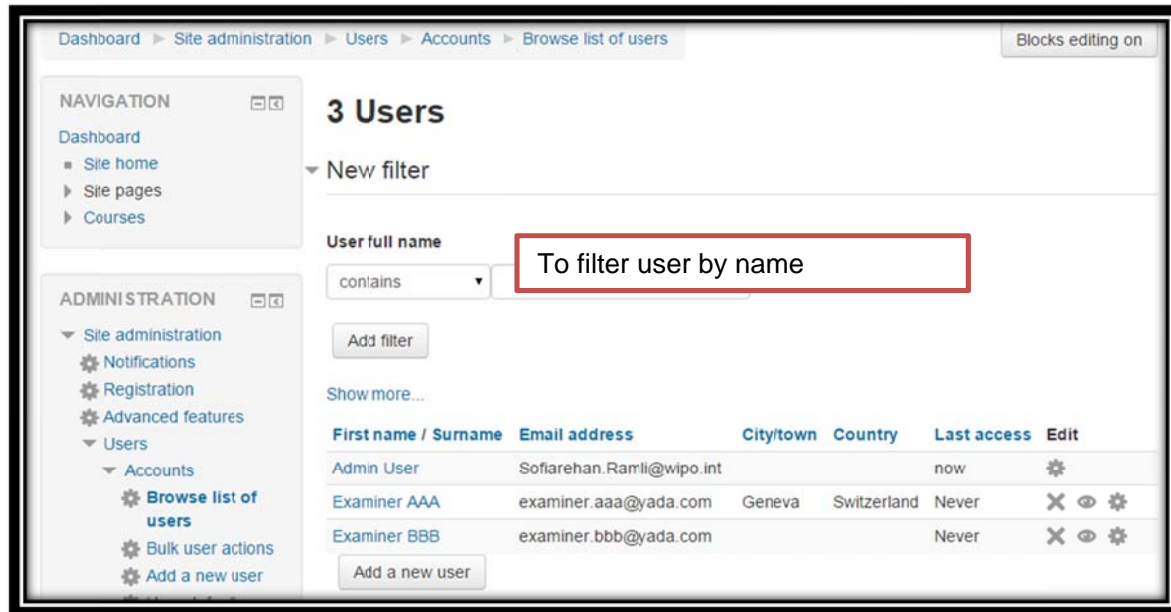 Dashboard Site administration Users Accounts Browse list of users
Blocks editing on
NAVIGATION
Dashboard
Site home
Site pages
Courses
ADMINISTRATION
Site administration
Notifications
Registration
Advanced features
Users
Accounts
Browse list of
users
Bulk user actions
Add a new user
3 Users
New filter
User full name
contains
To filter user by name
Add filter
Show more...
First name / Surname Email address City/town Country Last access Edit
Admin User Sofiarehan.Ramli@wipo.int now
Examiner AAA examiner.aaa@yada.com Geneva Switzerland Never
Examiner BBB examiner.bbb@yada.com Never
Add a new user